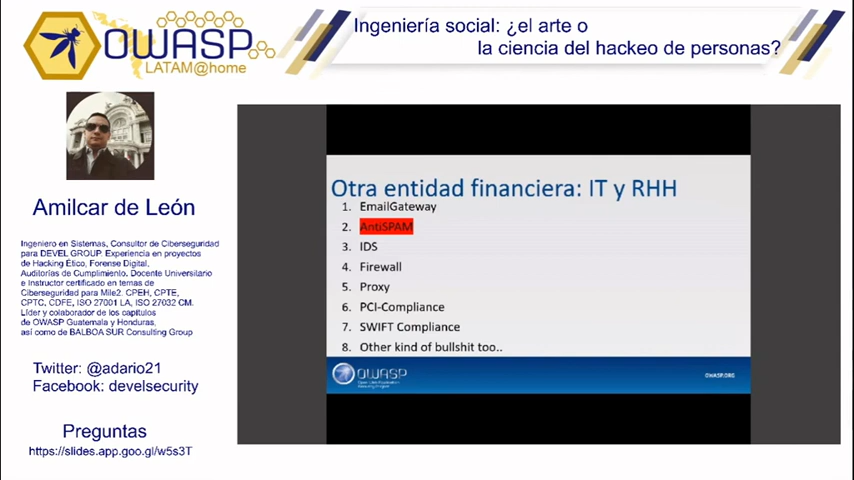 OWASP
LATAM@home
Ingeniería social: ¿el arte o
la ciencia del hackeo de personas?
Amilcar de León
Ingeniero en Sistemas, Consultor de Ciberseguridad
para DEVEL GROUP. Experiencia en proyectos
de Hacking Ético, Forense Digital.
Auditorías de Cumplimiento. Docente Universitario
e Instructor certificado en temas de
Ciberseguridad para Mile2. CPEH, CPTE,
CPTC, CDFE, ISO 27001 LA, ISO 27032 CM.
Líder y colaborador de los capítulos
de OWASP Guatemala y Honduras,
así como de BALBOA SUR Consulting Group
Twitter: @adario21
Facebook: develsecurity
Preguntas
https://slides.app.goo.gl/w5s3T
Otra entidad financiera: IT y RHH
1. EmailGateway
2. AntiSPAM
3. IDS
4. Firewall
5. Proxy
6. PCI-Compliance
7. SWIFT Compliance
8. Other kind of bullshit too..
OWASP
OWASP.ORG